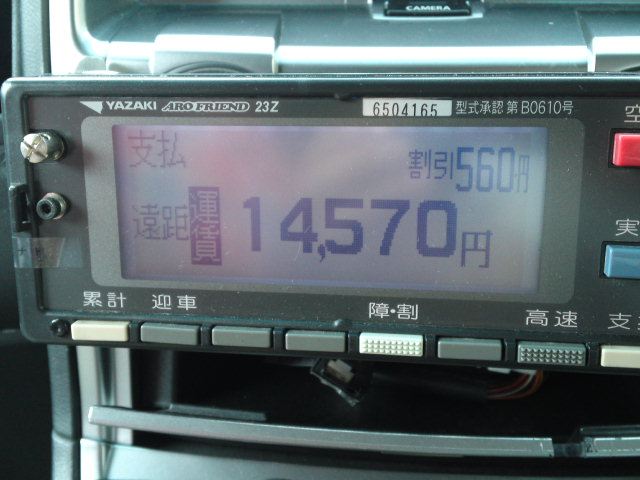 CAMERA
YAZAKI ARO FRIEND 23Z 6504165 型式承認 第B0610号
支払 割引560円
遠距 運賃 14,570円
空
実
累計 迎車 障・割 高速 支